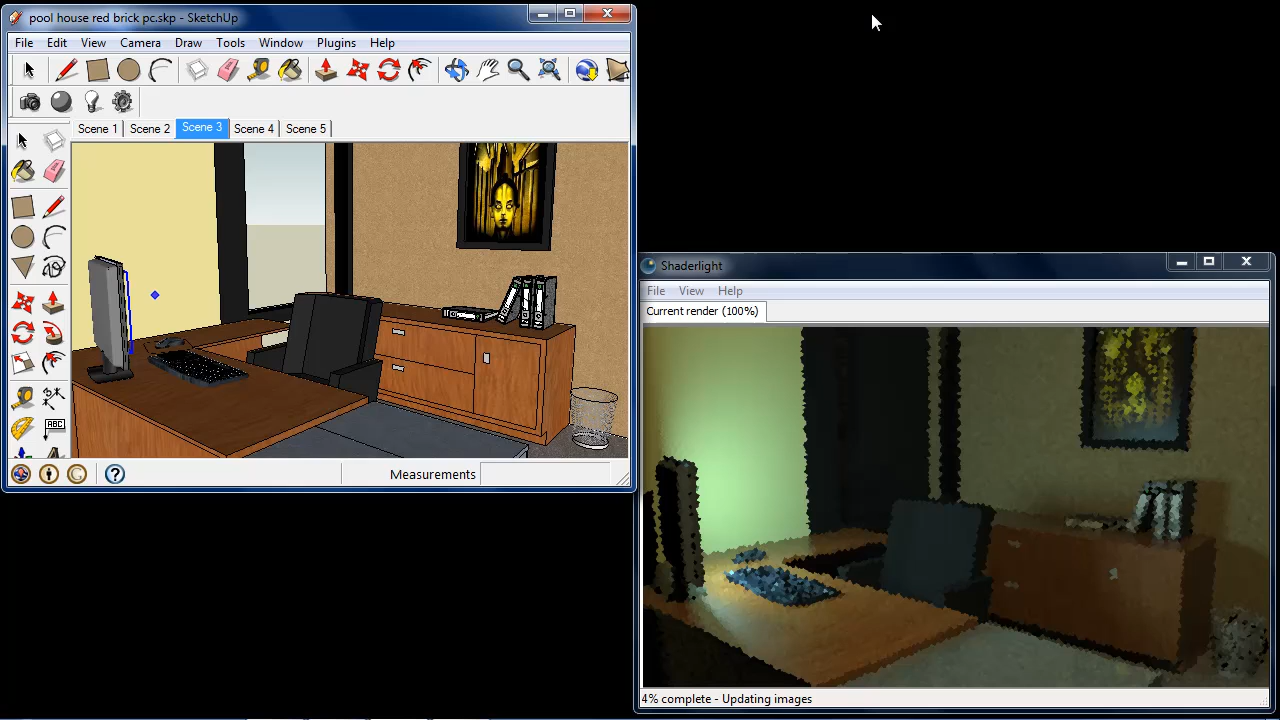 pool house red brick pc.skp - SketchUp
File Edit View Camera Draw Tools Window Plugins Help
Scene 1 Scene 2 Scene 3 Scene 4 Scene 5
ABC
Measurements
Shaderlight
File View Help
Current render (100%)
4% complete - Updating images